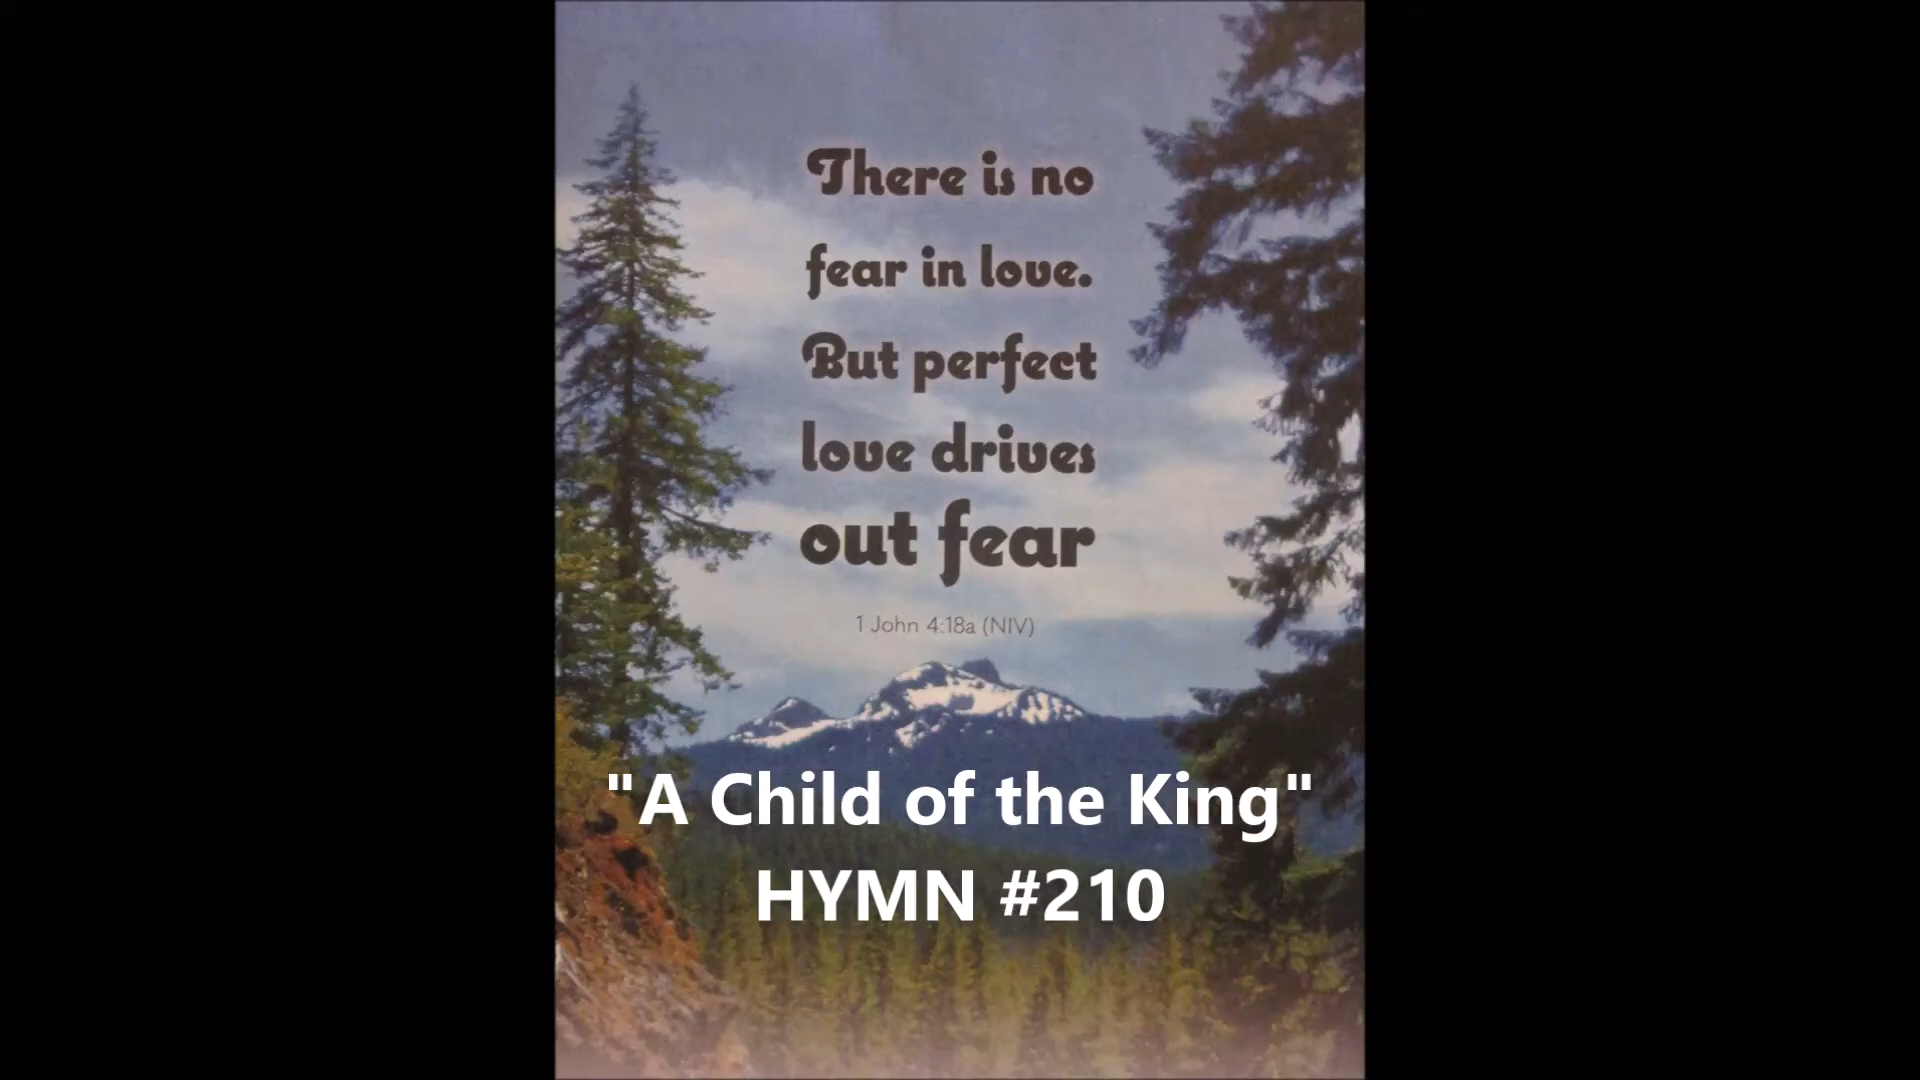 There is no
fear in love.
But perfect
love drives
out fear
1 John 4:18a (NIV)
"A Child of the King"
HYMN #210